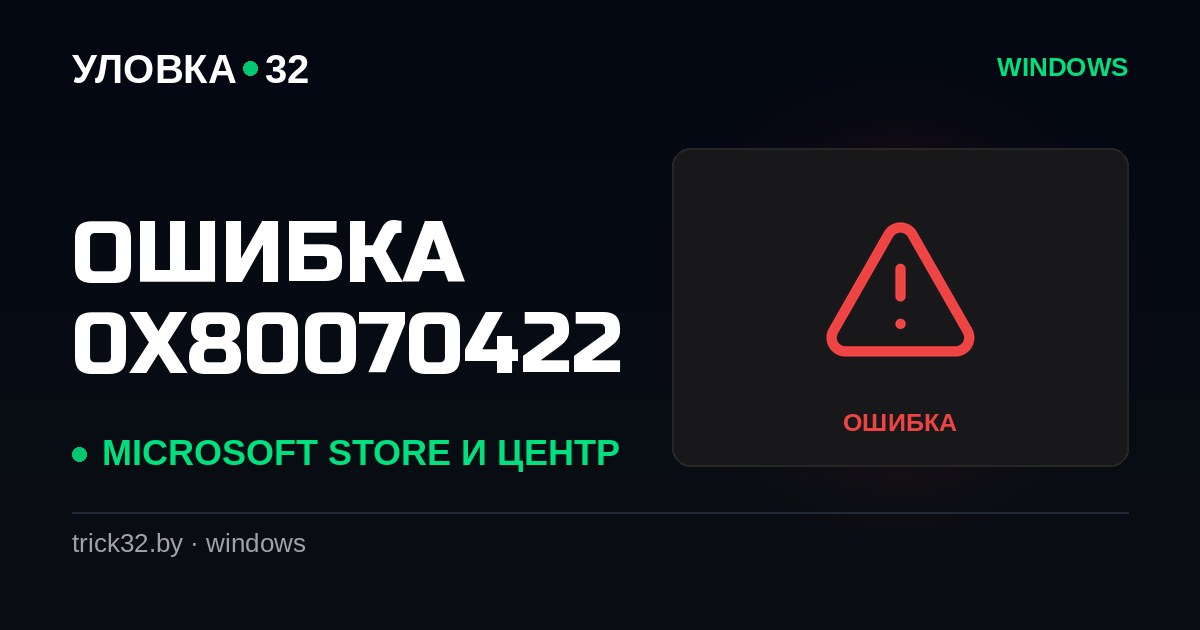 УЛОВКА•32
WINDOWS
ОШИБКА
0X80070422
• MICROSOFT STORE И ЦЕНТР
ОШИБКА
trick32.by · windows